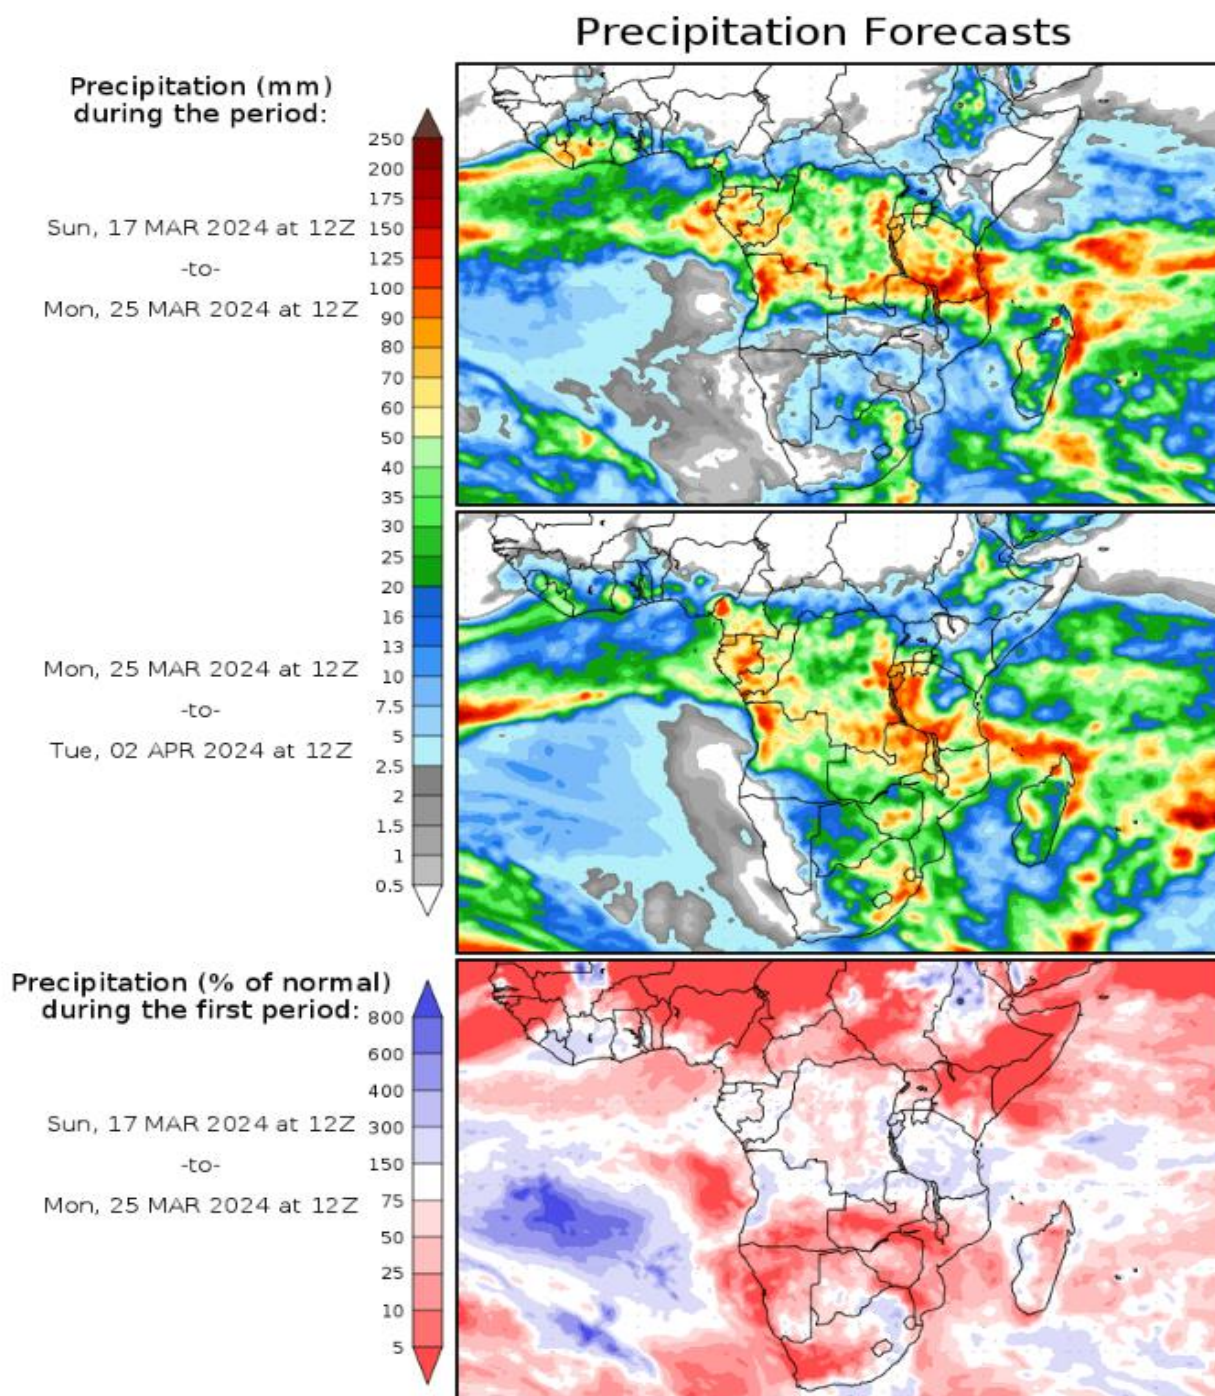 Precipitation Forecasts
Precipitation (mm)
during the period:
250
200
175
150
125
100
90
80
70
60
50
40
35
30
25
20
16
13
10
7.5
5
2.5
2
1.5
1
0.5
Sun, 17 MAR 2024 at 12Z
-to-
Mon, 25 MAR 2024 at 12Z
Mon, 25 MAR 2024 at 12Z
-to-
Tue, 02 APR 2024 at 12Z
Precipitation (% of normal)
during the first period:
800
600
400
300
150
75
50
25
10
5
Sun, 17 MAR 2024 at 12Z
-to-
Mon, 25 MAR 2024 at 12Z